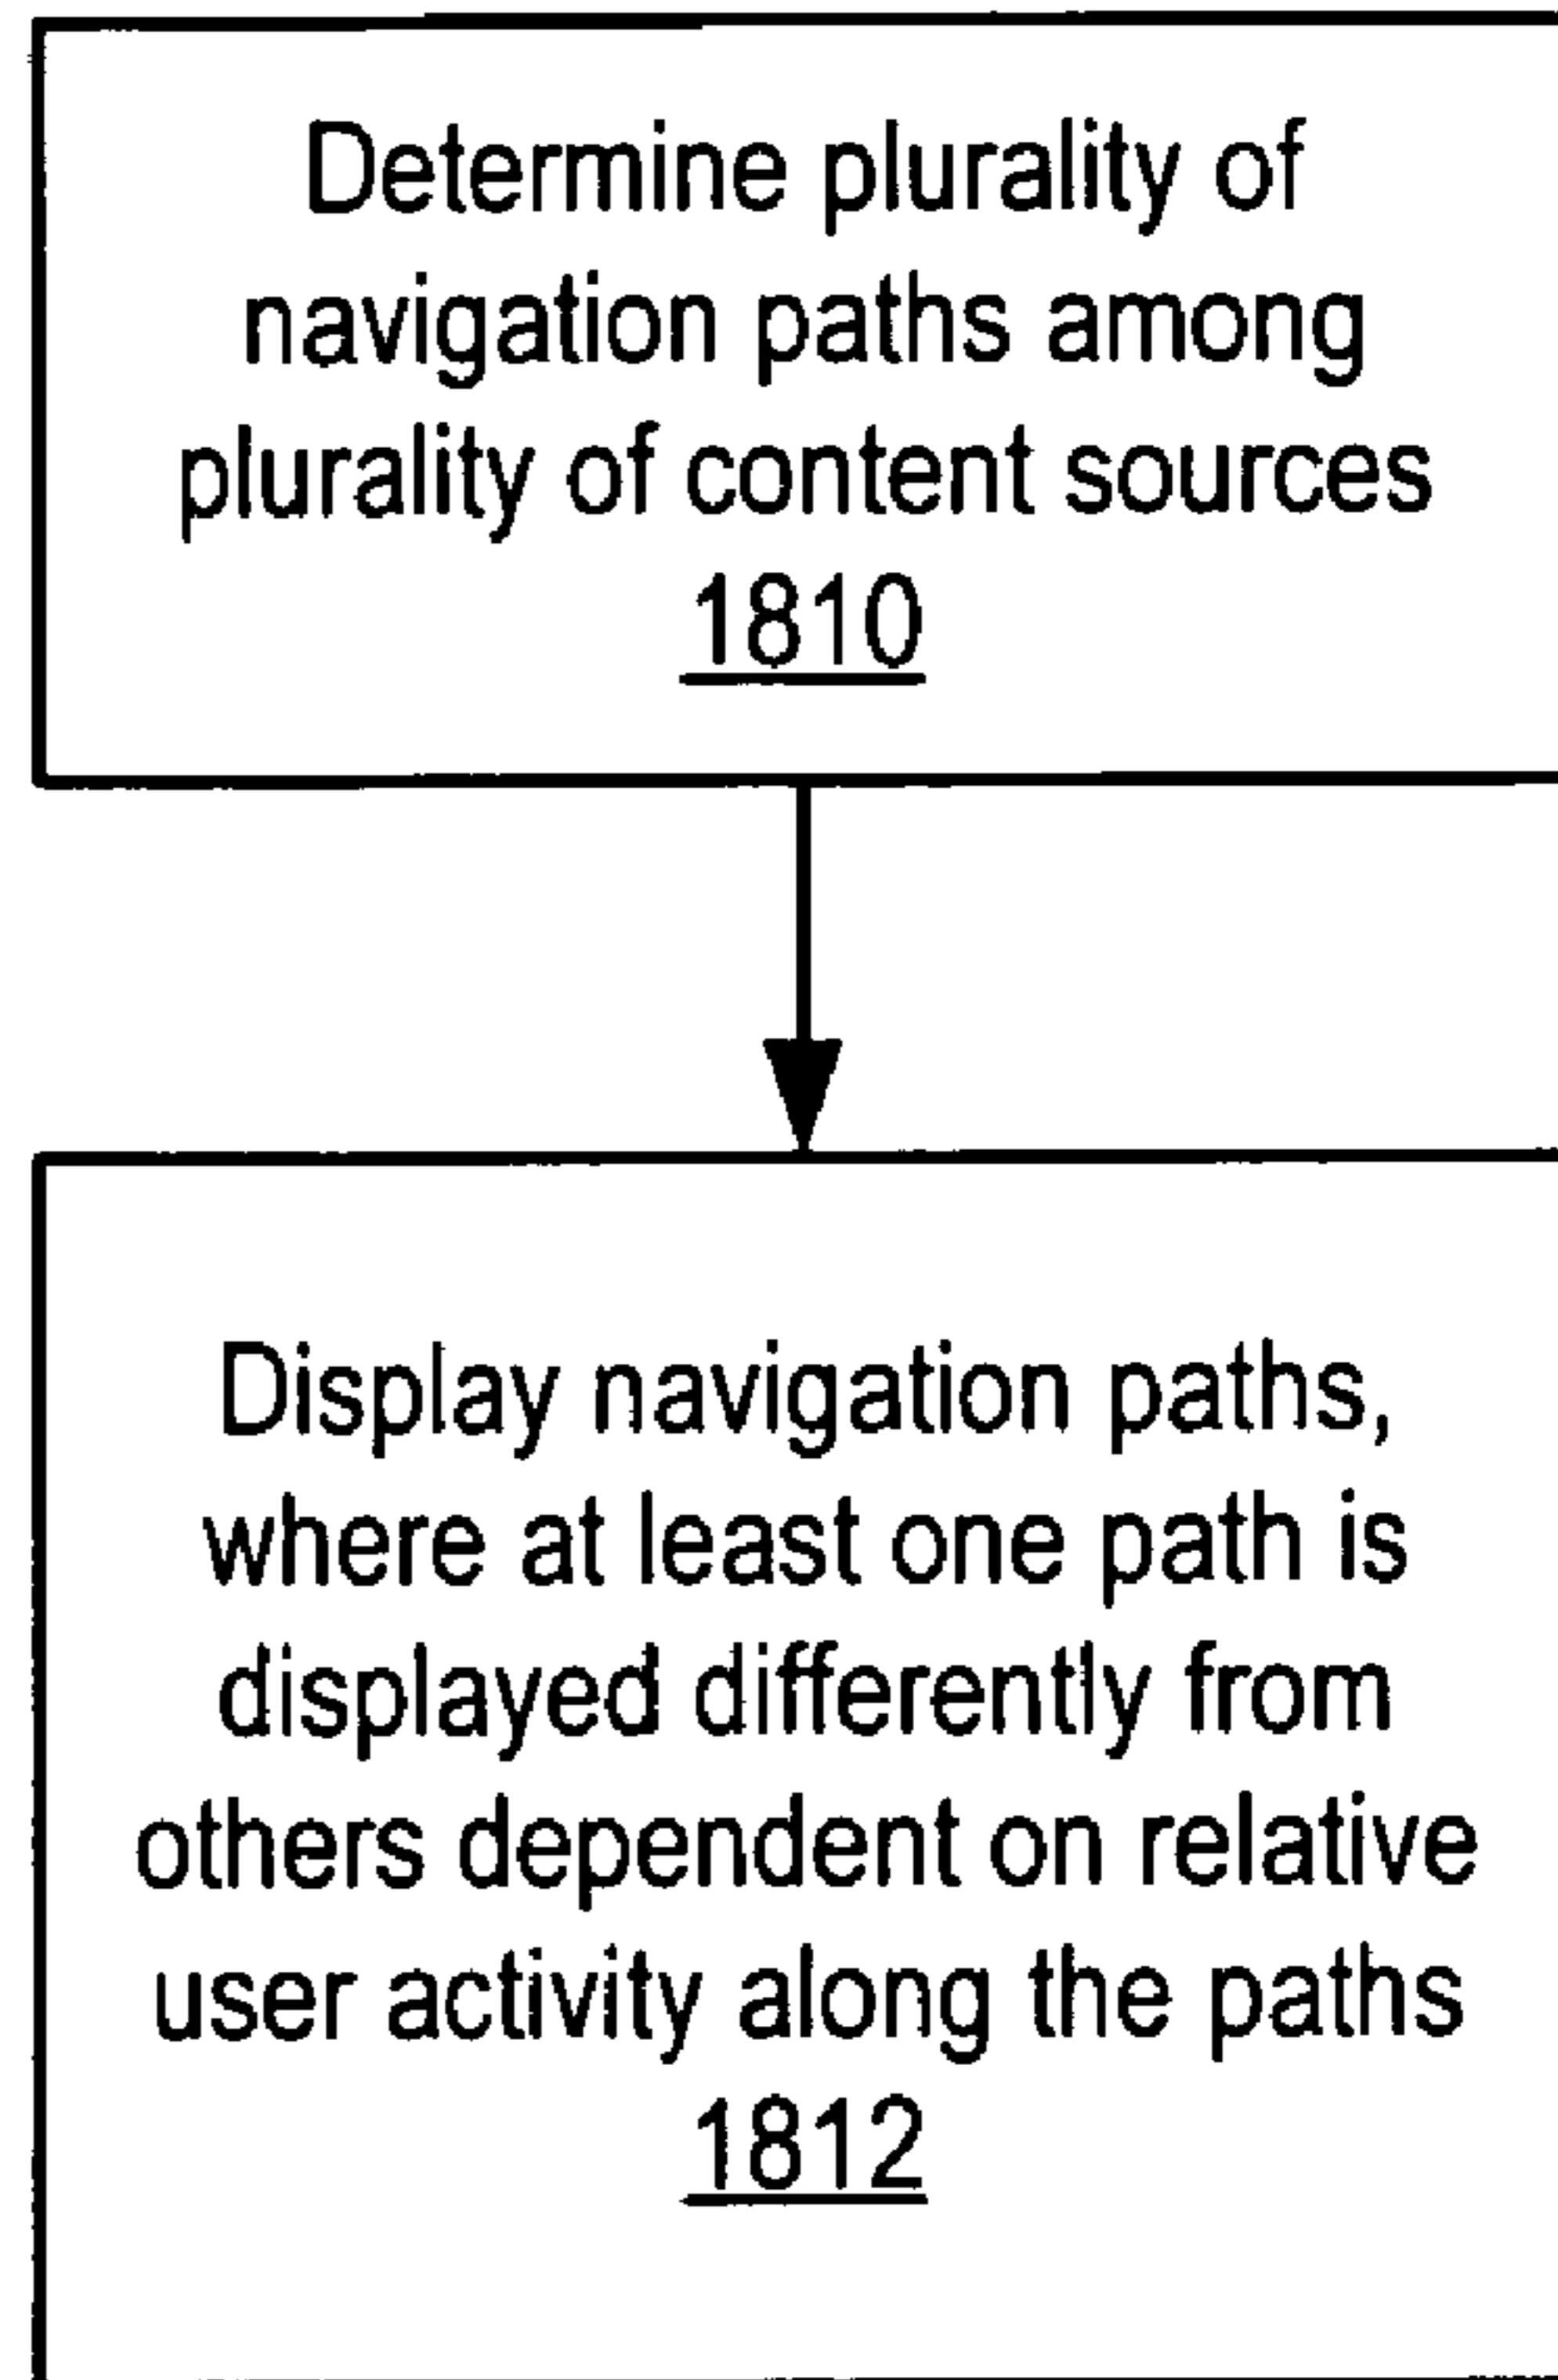 Determine plurality of
navigation paths among
plurality of content sources
1810
Display navigation paths,
where at least one path is
displayed differently from
others dependent on relative
user activity along the paths
1812